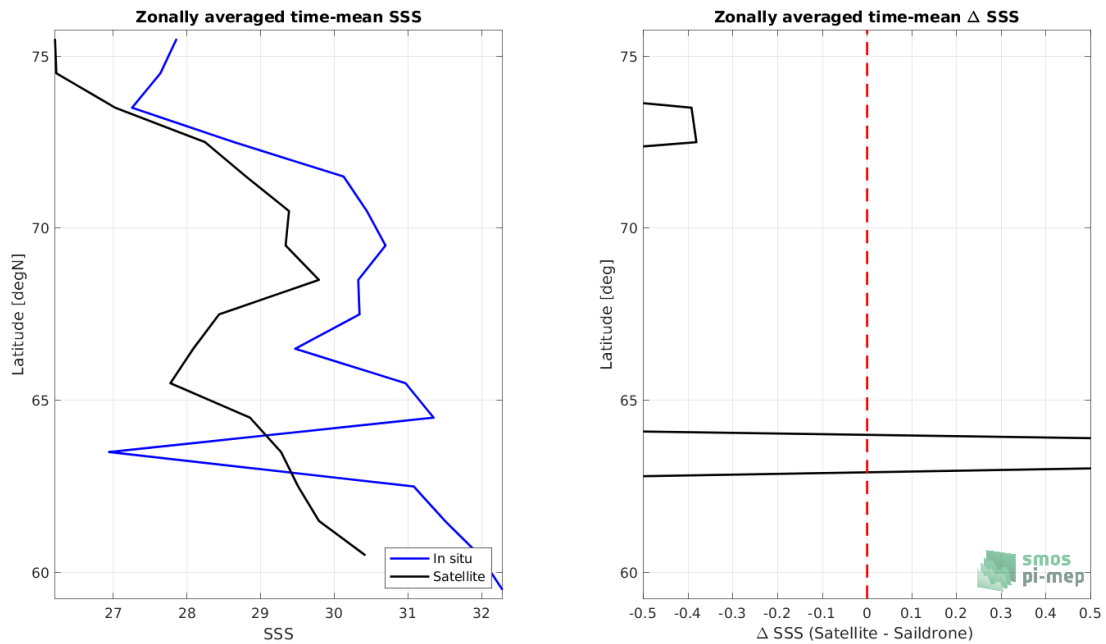 Zonally averaged time-mean SSS
75
70
65
60
Latitude [degN]
27 28 29 30 31 32
SSS
In situ
Satellite
Zonally averaged time-mean Δ SSS
75
70
65
60
Latitude [deg]
-0.5 -0.4 -0.3 -0.2 -0.1 0 0.1 0.2 0.3 0.4 0.5
Δ SSS (Satellite - Saildrone)
smos
pi-mep